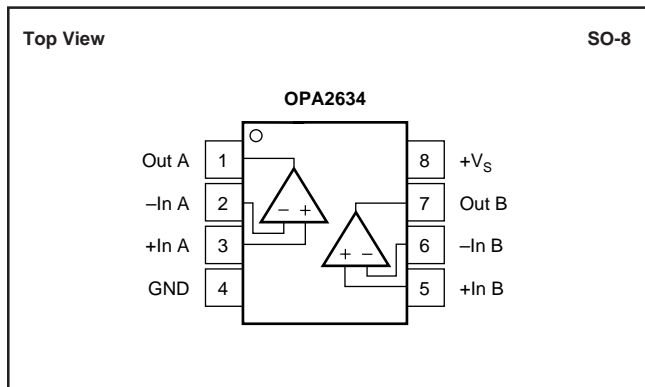 Top View SO-8
OPA2634
Out A 1 8 +VS
–In A 2 – + 7 Out B
+In A 3 + – 6 –In B
GND 4 5 +In B